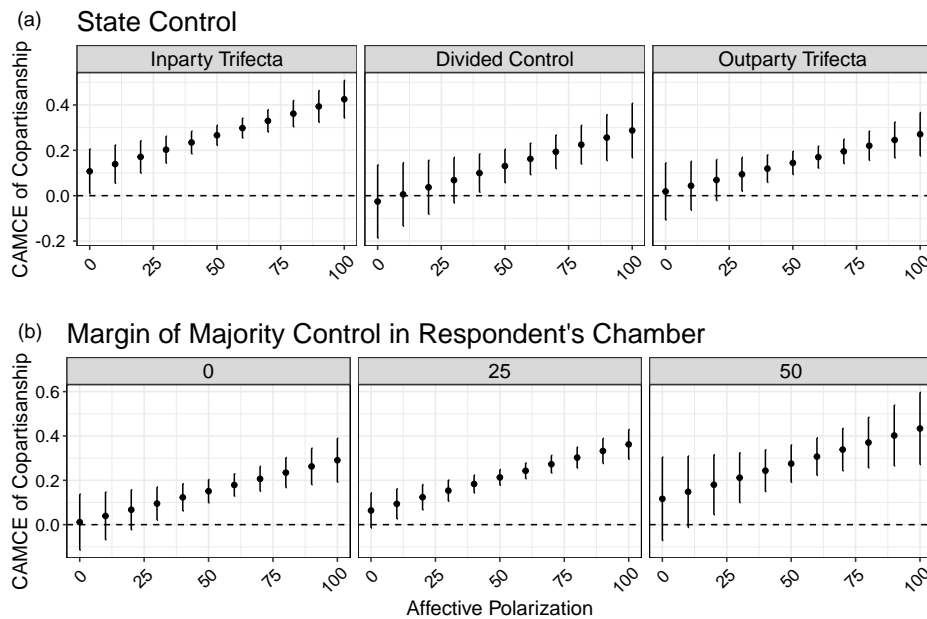 (a) State Control
Inparty Trifecta Divided Control Outparty Trifecta
CAMCE of Copartisanship
0.4
0.2
0.0
-0.2
0 25 50 75 100 0 25 50 75 100 0 25 50 75 100
(b) Margin of Majority Control in Respondent's Chamber
0 25 50
CAMCE of Copartisanship
0.6
0.4
0.2
0.0
0 25 50 75 100 0 25 50 75 100 0 25 50 75 100
Affective Polarization